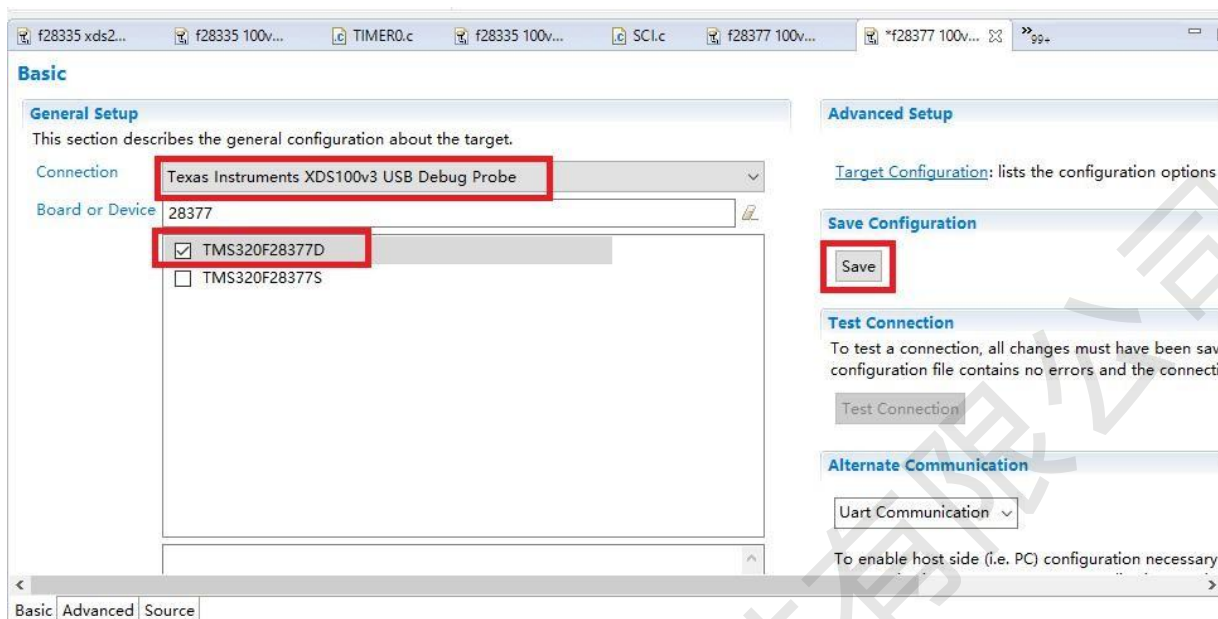 f28335 xds2... f28335 100v... TIMER0.c f28335 100v... SCI.c f28377 100v... *f28377 100v... 99+
Basic
General Setup
This section describes the general configuration about the target.
Connection Texas Instruments XDS100v3 USB Debug Probe
Board or Device 28377
TMS320F28377D
TMS320F28377S
Advanced Setup
Target Configuration: lists the configuration options
Save Configuration
Save
Test Connection
To test a connection, all changes must have been sav
configuration file contains no errors and the connecti
Test Connection
Alternate Communication
Uart Communication
To enable host side (i.e. PC) configuration necessary
Basic Advanced Source
有限公司